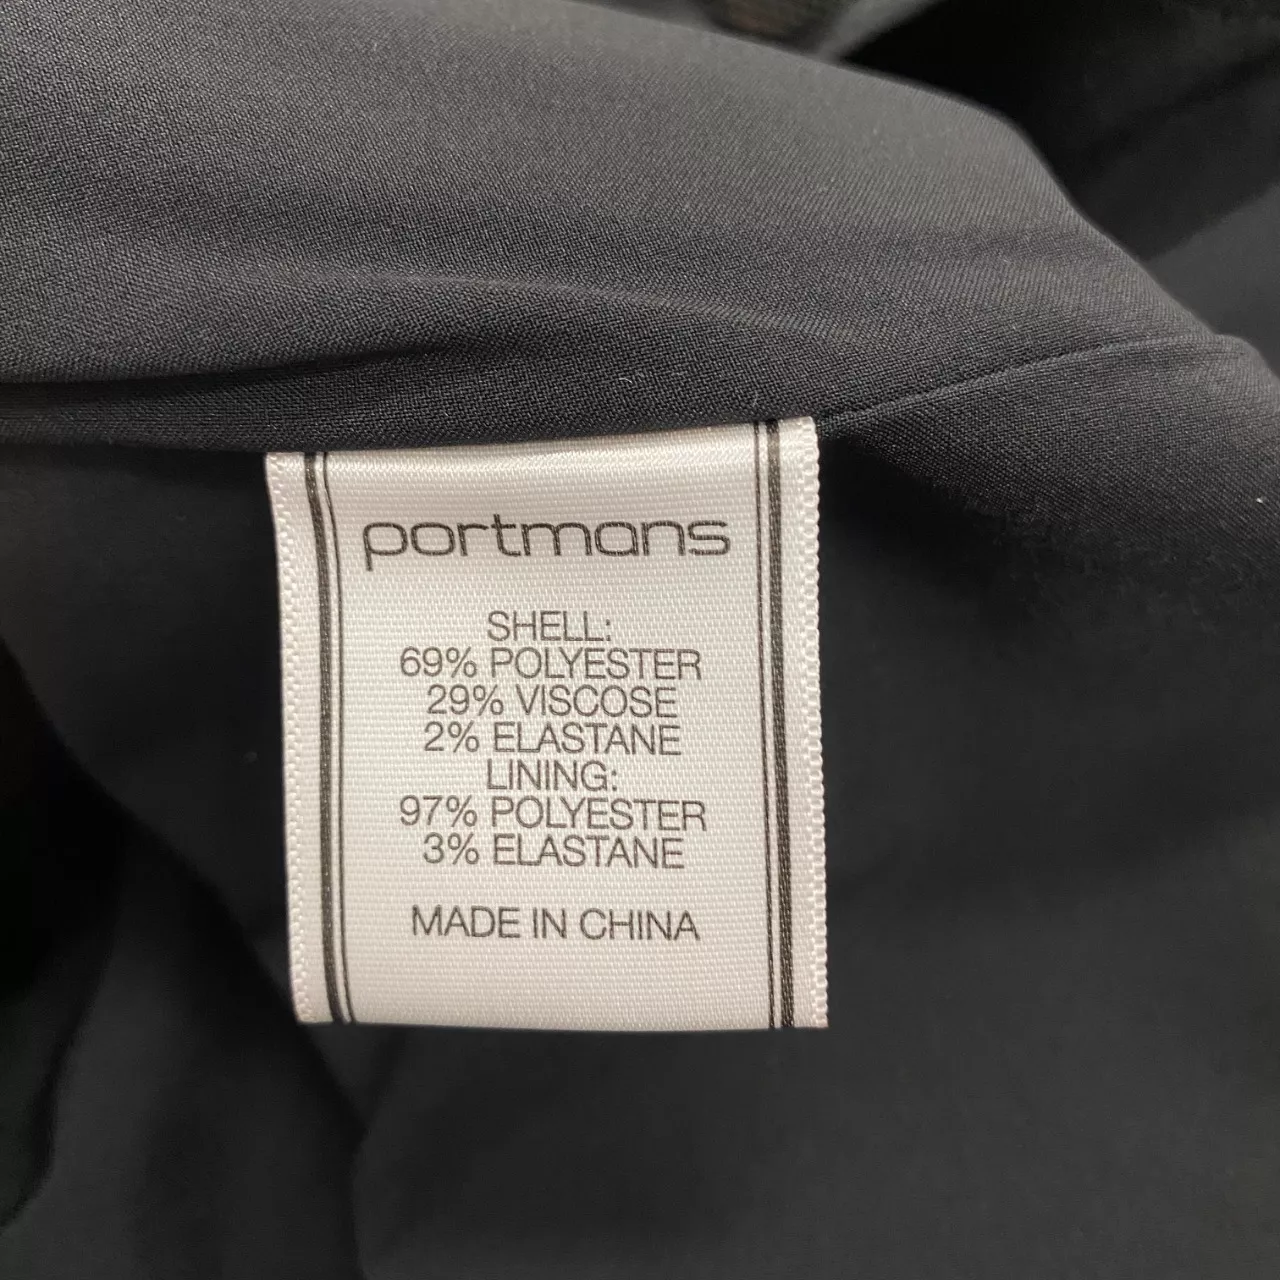 portmans
SHELL:
69% POLYESTER
29% VISCOSE
2% ELASTANE
LINING:
97% POLYESTER
3% ELASTANE
MADE IN CHINA